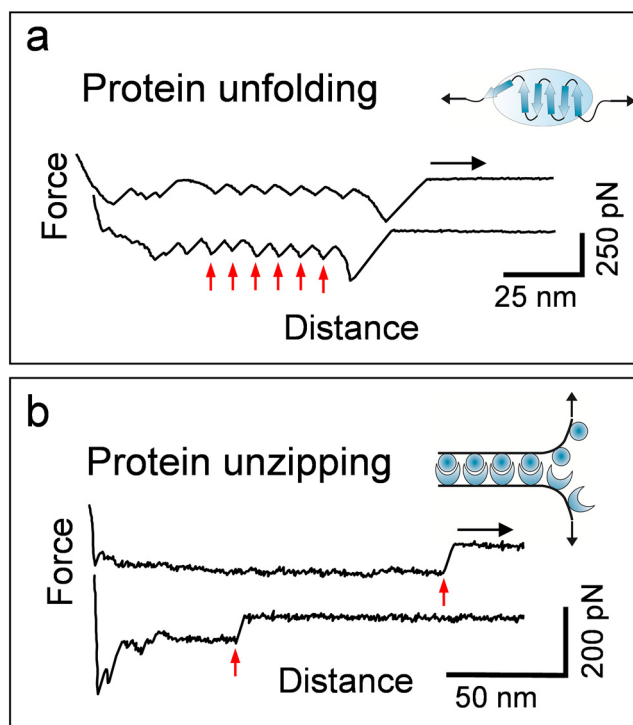 a
Protein unfolding
Force
250 pN
25 nm
Distance
b
Protein unzipping
Force
200 pN
Distance
50 nm